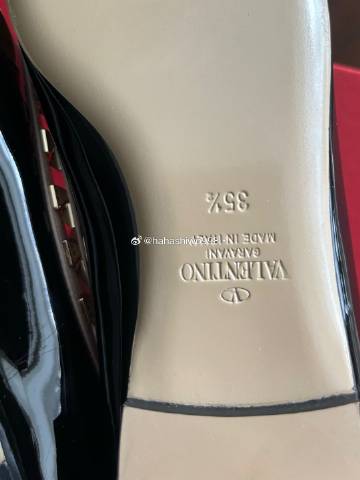 VALENTINO
GARAVANI
MADE IN ITALY
35½